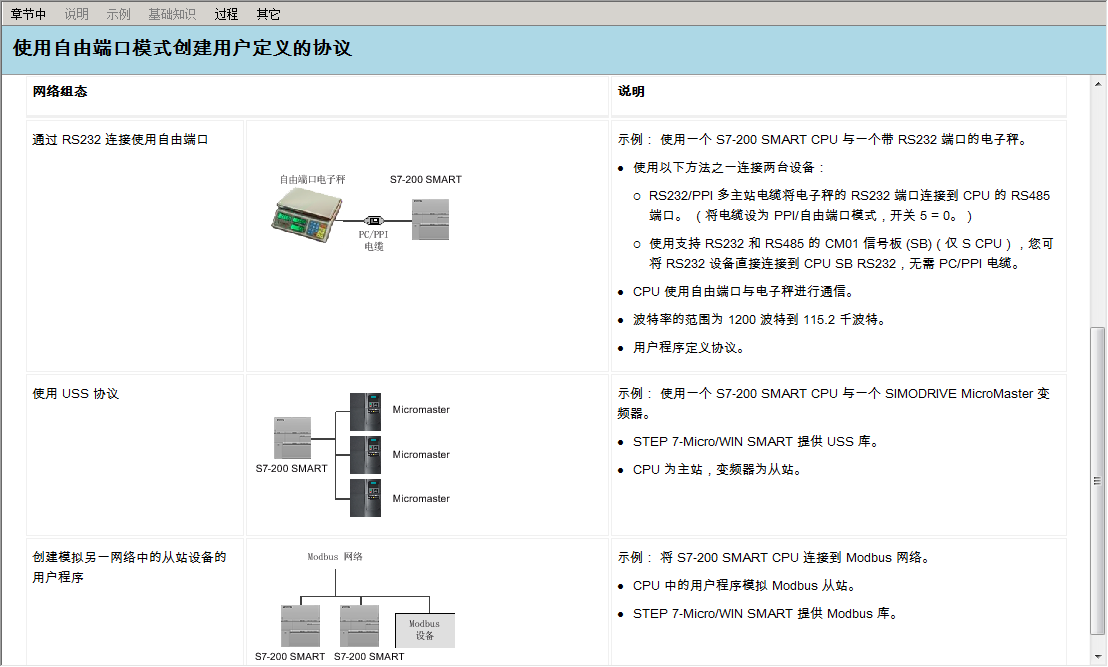 章节中 说明 示例 基础知识 过程 其它
使用自由端口模式创建用户定义的协议
网络组态
说明
通过 RS232 连接使用自由端口
自由端口电子秤
S7-200 SMART
PC/PPI
电缆
示例： 使用一个 S7-200 SMART CPU 与一个带 RS232 端口的电子秤。
● 使用以下方法之一连接两台设备：
○ RS232/PPI 多主站电缆将电子秤的 RS232 端口连接到 CPU 的 RS485
端口。（将电缆设为 PPI/自由端口模式，开关 5 = 0。）
○ 使用支持 RS232 和 RS485 的 CM01 信号板 (SB)（仅 S CPU），您可
将 RS232 设备直接连接到 CPU SB RS232，无需 PC/PPI 电缆。
● CPU 使用自由端口与电子秤进行通信。
● 波特率的范围为 1200 波特到 115.2 千波特。
● 用户程序定义协议。
使用 USS 协议
Micromaster
Micromaster
S7-200 SMART
Micromaster
示例： 使用一个 S7-200 SMART CPU 与一个 SIMODRIVE MicroMaster 变
频器。
● STEP 7-Micro/WIN SMART 提供 USS 库。
● CPU 为主站，变频器为从站。
创建模拟另一网络中的从站设备的
用户程序
Modbus 网络
Modbus
设备
S7-200 SMART S7-200 SMART
示例： 将 S7-200 SMART CPU 连接到 Modbus 网络。
● CPU 中的用户程序模拟 Modbus 从站。
● STEP 7-Micro/WIN SMART 提供 Modbus 库。